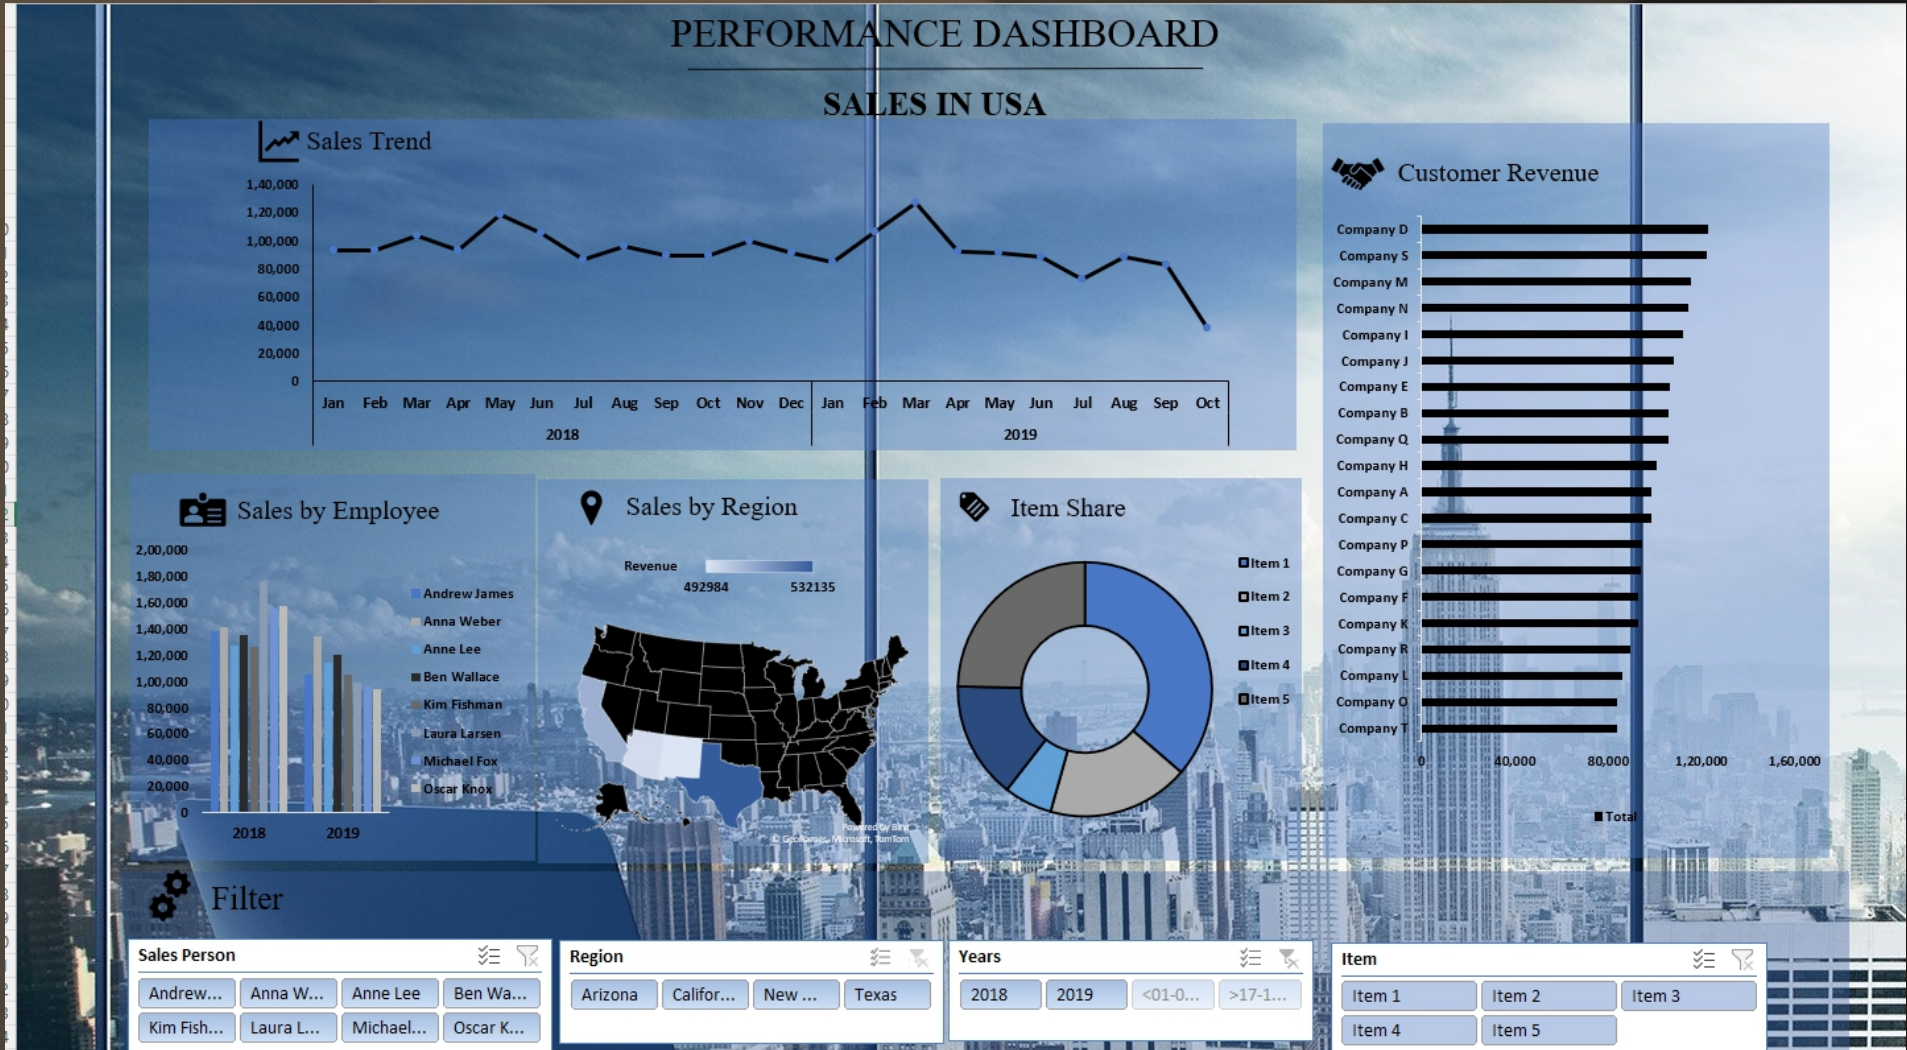 PERFORMANCE DASHBOARD
SALES IN USA
Sales Trend
1,40,000
1,20,000
1,00,000
80,000
60,000
40,000
20,000
0
Jan Feb Mar Apr May Jun Jul Aug Sep Oct Nov Dec Jan Feb Mar Apr May Jun Jul Aug Sep Oct
2018 2019
Customer Revenue
Company D
Company S
Company M
Company N
Company I
Company J
Company E
Company B
Company Q
Company H
Company A
Company C
Company P
Company G
Company F
Company K
Company R
Company L
Company O
Company T
0 40,000 80,000 1,20,000 1,60,000
Total
Sales by Employee
2,00,000
1,80,000
1,60,000
1,40,000
1,20,000
1,00,000
80,000
60,000
40,000
20,000
0
2018 2019
Andrew James
Anna Weber
Anne Lee
Ben Wallace
Kim Fishman
Laura Larsen
Michael Fox
Oscar Knox
Sales by Region
Revenue
492984 532135
Powered by Bing
© GeoNames, Microsoft, TomTom
Item Share
Item 1
Item 2
Item 3
Item 4
Item 5
Filter
Sales Person
Andrew... Anna W... Anne Lee Ben Wa...
Kim Fish... Laura L... Michael... Oscar K...
Region
Arizona Califor... New ... Texas
Years
2018 2019 <01-0... >17-1...
Item
Item 1 Item 2 Item 3
Item 4 Item 5